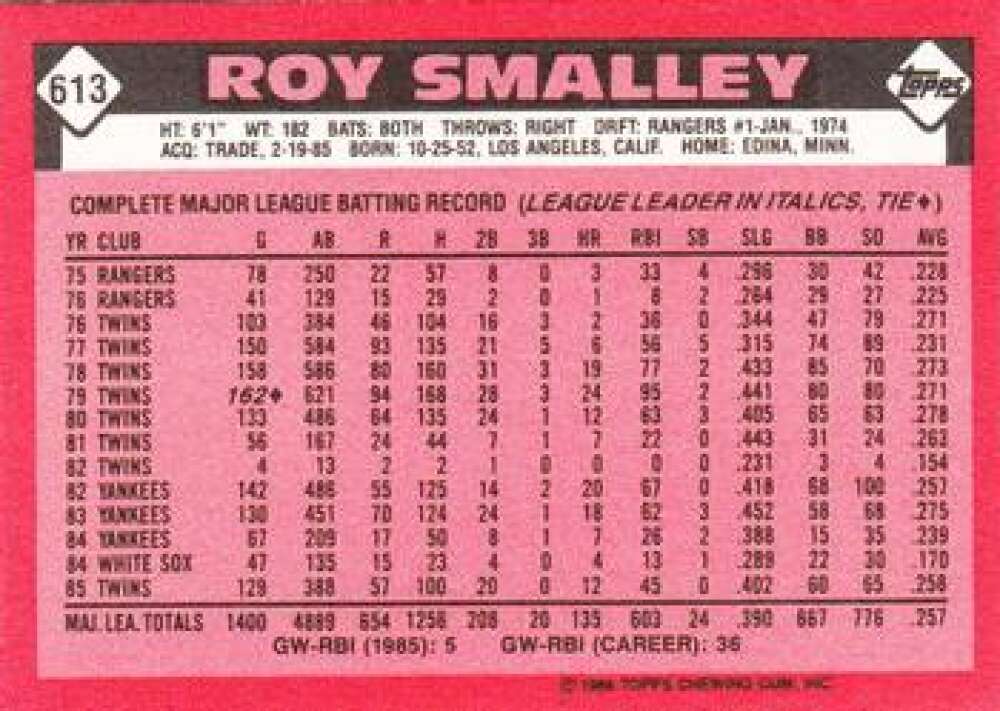 613 ROY SMALLEY TOPPS
HT: 6'1" WT: 182 BATS: BOTH THROWS: RIGHT DRFT: RANGERS #1-JAN., 1974
ACQ: TRADE, 2-19-85 BORN: 10-25-52, LOS ANGELES, CALIF. HOME: EDINA, MINN.
COMPLETE MAJOR LEAGUE BATTING RECORD (LEAGUE LEADER IN ITALICS, TIE♦)
YR CLUB G AB R H 2B 3B HR RBI SB SLG BB SO AVG
75 RANGERS 78 250 22 57 8 0 3 33 4 .296 30 42 .228
76 RANGERS 41 129 15 29 2 0 1 8 2 .264 29 27 .225
76 TWINS 103 384 46 104 16 3 2 36 0 .344 47 79 .271
77 TWINS 150 584 93 135 21 5 6 56 5 .315 74 89 .231
78 TWINS 158 586 80 160 31 3 19 77 2 .433 85 70 .273
79 TWINS 162♦ 621 94 168 28 3 24 95 2 .441 80 80 .271
80 TWINS 133 486 64 135 24 1 12 63 3 .405 65 63 .278
81 TWINS 56 167 24 44 7 1 7 22 0 .443 31 24 .263
82 TWINS 4 13 2 2 1 0 0 0 0 .231 3 4 .154
82 YANKEES 142 486 55 125 14 2 20 67 0 .418 68 100 .257
83 YANKEES 130 451 70 124 24 1 18 62 3 .452 58 68 .275
84 YANKEES 67 209 17 50 8 1 7 26 2 .388 15 35 .239
84 WHITE SOX 47 135 15 23 4 0 4 13 1 .289 22 30 .170
85 TWINS 129 388 57 100 20 0 12 45 0 .402 60 65 .258
MAJ. LEA. TOTALS 1400 4889 654 1256 208 20 135 603 24 .390 667 776 .257
GW-RBI (1985): 5 GW-RBI (CAREER): 36
© 1986 TOPPS CHEWING GUM, INC.